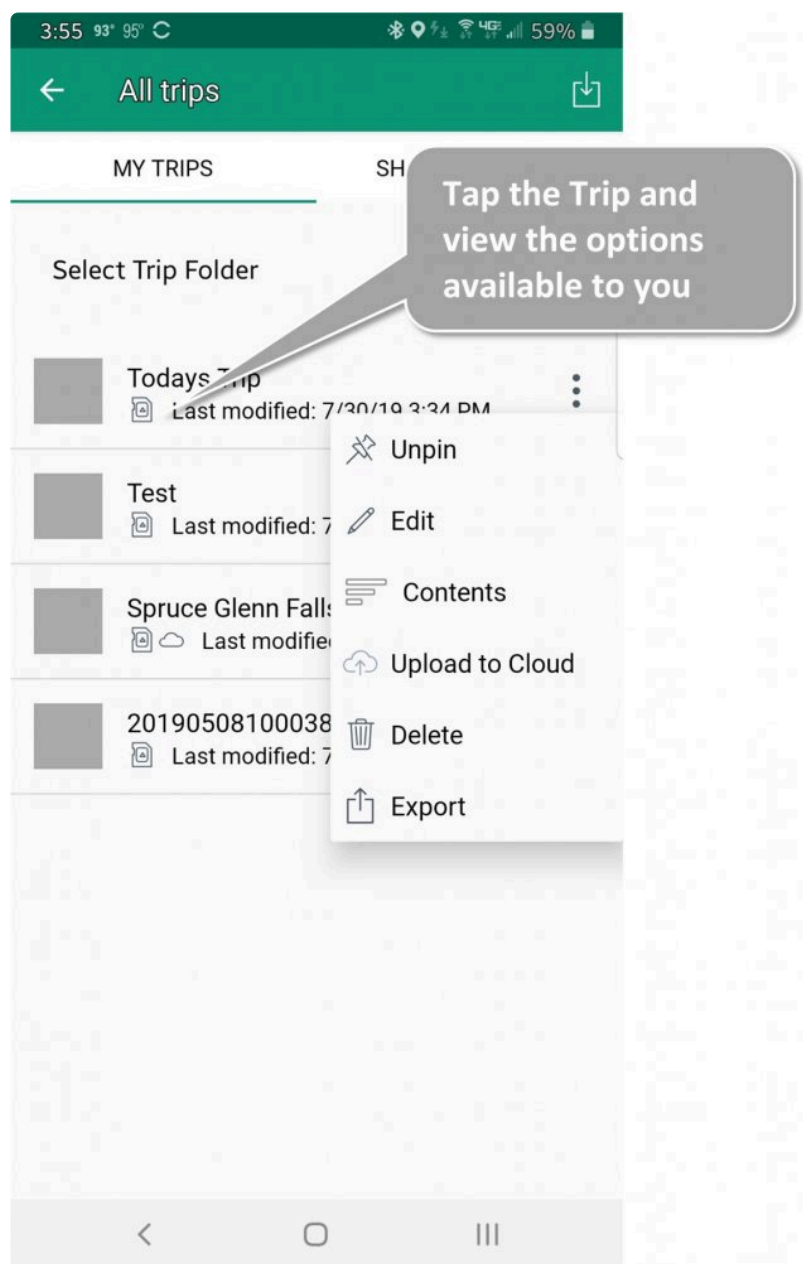 3:55 93° 95° 59%
All trips
MY TRIPS SH
Tap the Trip and
view the options
available to you
Select Trip Folder
Todays Trip
Last modified: 7/30/19 3:34 PM
Unpin
Test
Last modified: 7
Edit
Contents
Spruce Glenn Falls
Last modified
Upload to Cloud
20190508100038
Last modified: 7
Delete
Export